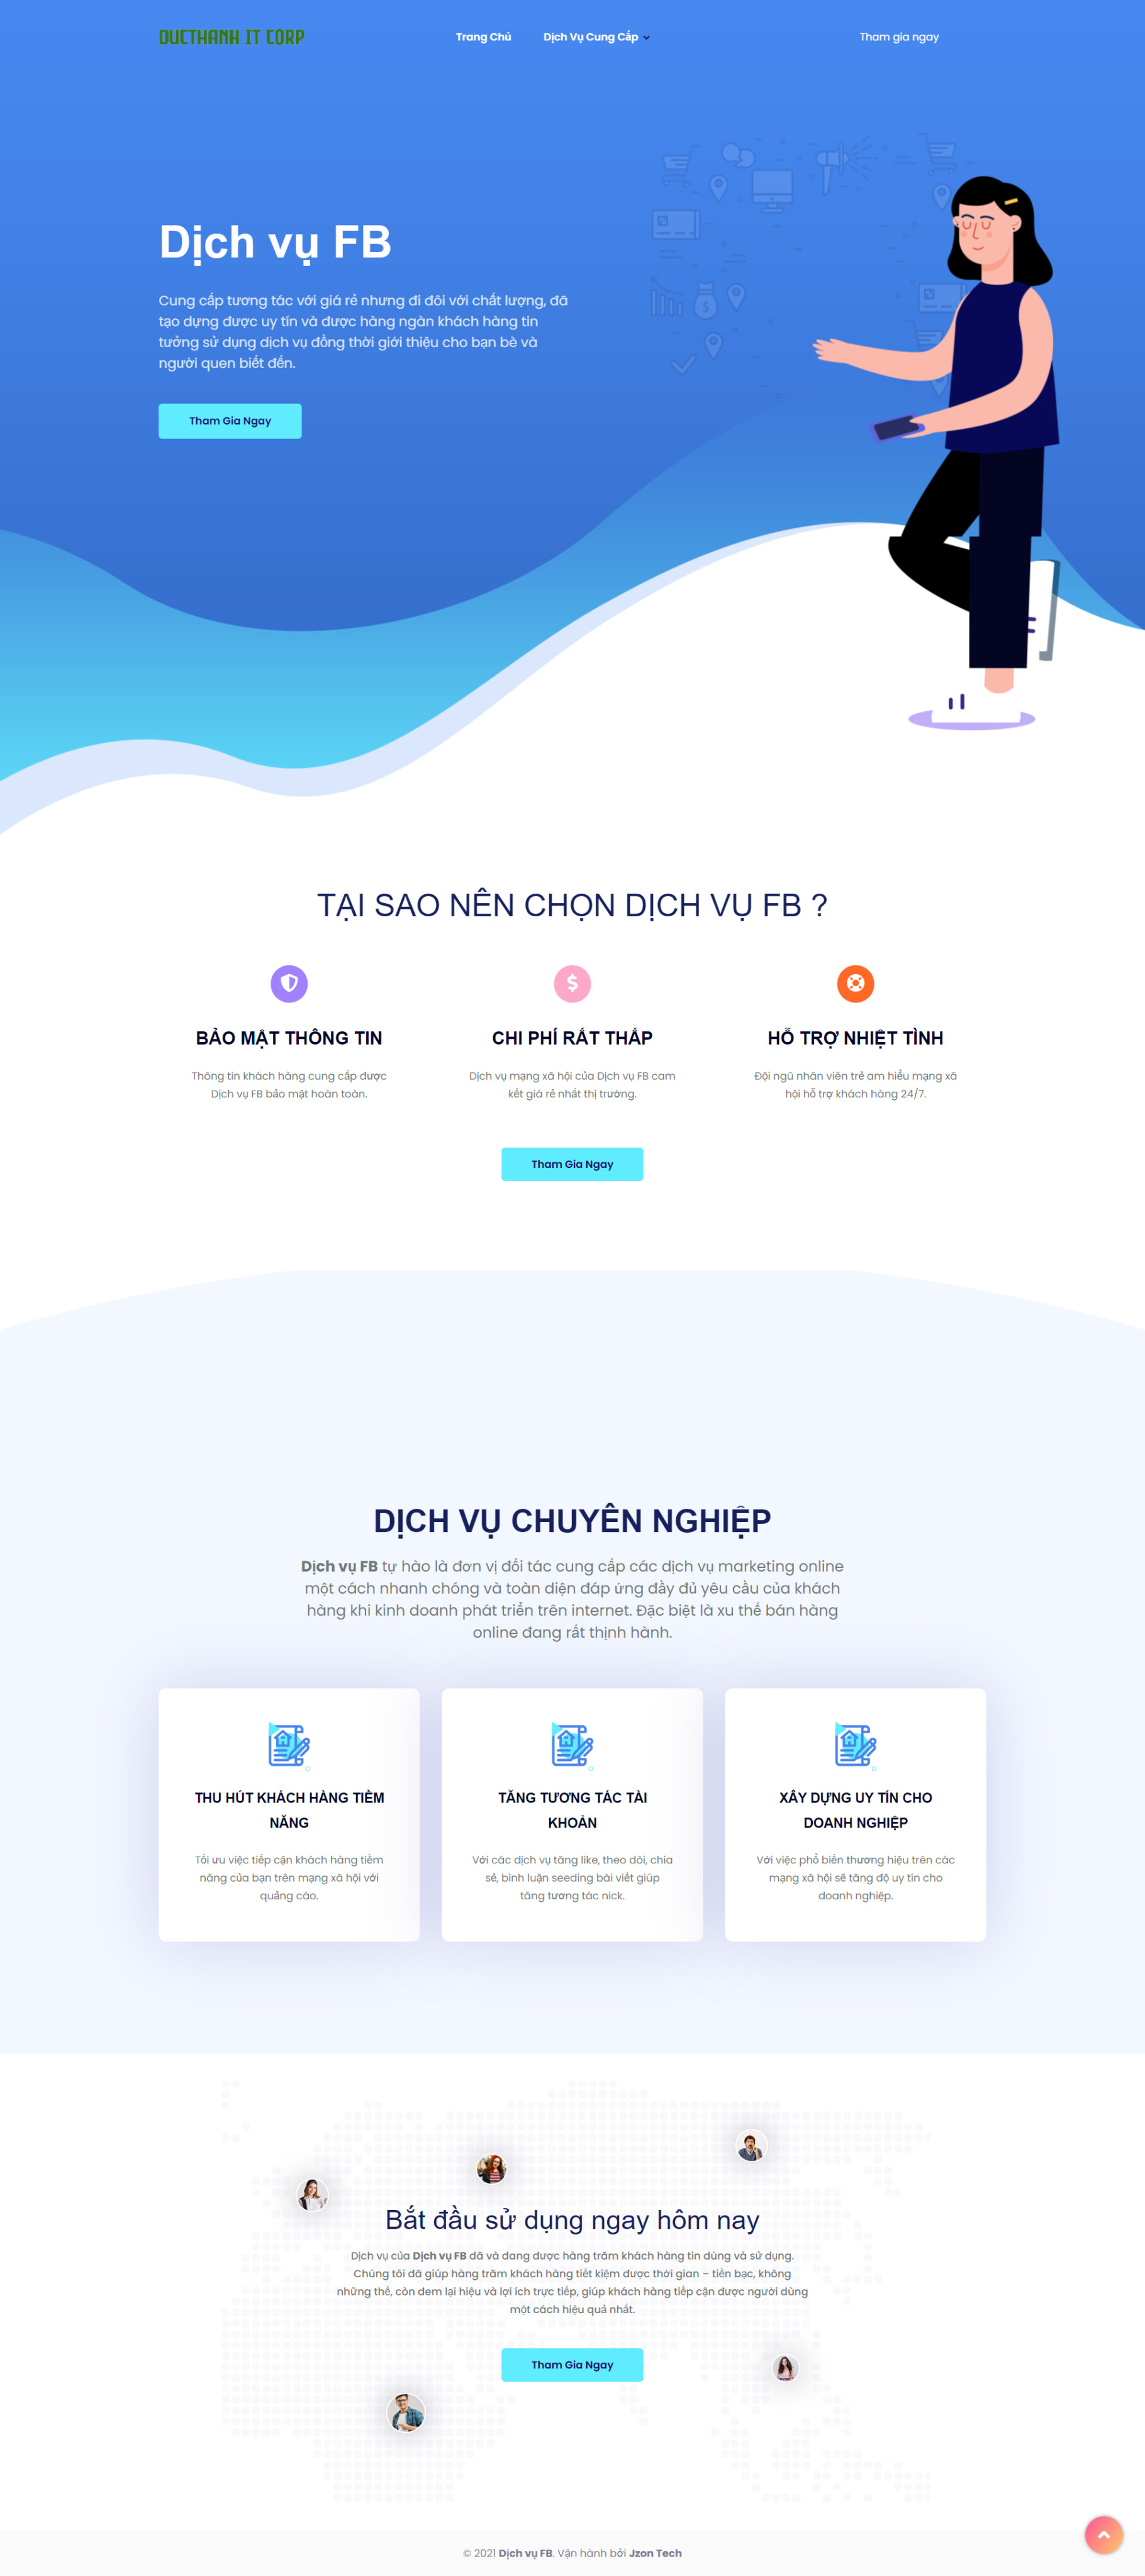 DUCTHANH IT CORP
Trang Chủ
Dịch Vụ Cung Cấp
Tham gia ngay
Dịch vụ FB
Cung cấp tương tác với giá rẻ nhưng đi đôi với chất lượng, đã
tạo dựng được uy tín và được hàng ngàn khách hàng tin
tưởng sử dụng dịch vụ đồng thời giới thiệu cho bạn bè và
người quen biết đến.
Tham Gia Ngay
TẠI SAO NÊN CHỌN DỊCH VỤ FB ?
BẢO MẬT THÔNG TIN
Thông tin khách hàng cung cấp được
Dịch vụ FB bảo mật hoàn toàn.
CHI PHÍ RẤT THẤP
Dịch vụ mạng xã hội của Dịch vụ FB cam
kết giá rẻ nhất thị trường.
HỖ TRỢ NHIỆT TÌNH
Đội ngũ nhân viên trẻ am hiểu mạng xã
hội hỗ trợ khách hàng 24/7.
Tham Gia Ngay
DỊCH VỤ CHUYÊN NGHIỆP
Dịch vụ FB tự hào là đơn vị đối tác cung cấp các dịch vụ marketing online
một cách nhanh chóng và toàn diện đáp ứng đầy đủ yêu cầu của khách
hàng khi kinh doanh phát triển trên internet. Đặc biệt là xu thế bán hàng
online đang rất thịnh hành.
THU HÚT KHÁCH HÀNG TIỀM
NĂNG
Tối ưu việc tiếp cận khách hàng tiềm
năng của bạn trên mạng xã hội với
quảng cáo.
TĂNG TƯƠNG TÁC TÀI
KHOẢN
Với các dịch vụ tăng like, theo dõi, chia
sẻ, bình luận seeding bài viết giúp
tăng tương tác nick.
XÂY DỰNG UY TÍN CHO
DOANH NGHIỆP
Với việc phổ biến thương hiệu trên các
mạng xã hội sẽ tăng độ uy tín cho
doanh nghiệp.
Bắt đầu sử dụng ngay hôm nay
Dịch vụ của Dịch vụ FB đã và đang được hàng trăm khách hàng tin dùng và sử dụng.
Chúng tôi đã giúp hàng trăm khách hàng tiết kiệm được thời gian – tiền bạc, không
những thế, còn đem lại hiệu và lợi ích trực tiếp, giúp khách hàng tiếp cận được người dùng
một cách hiệu quả nhất.
Tham Gia Ngay
© 2021 Dịch vụ FB. Vận hành bởi Jzon Tech